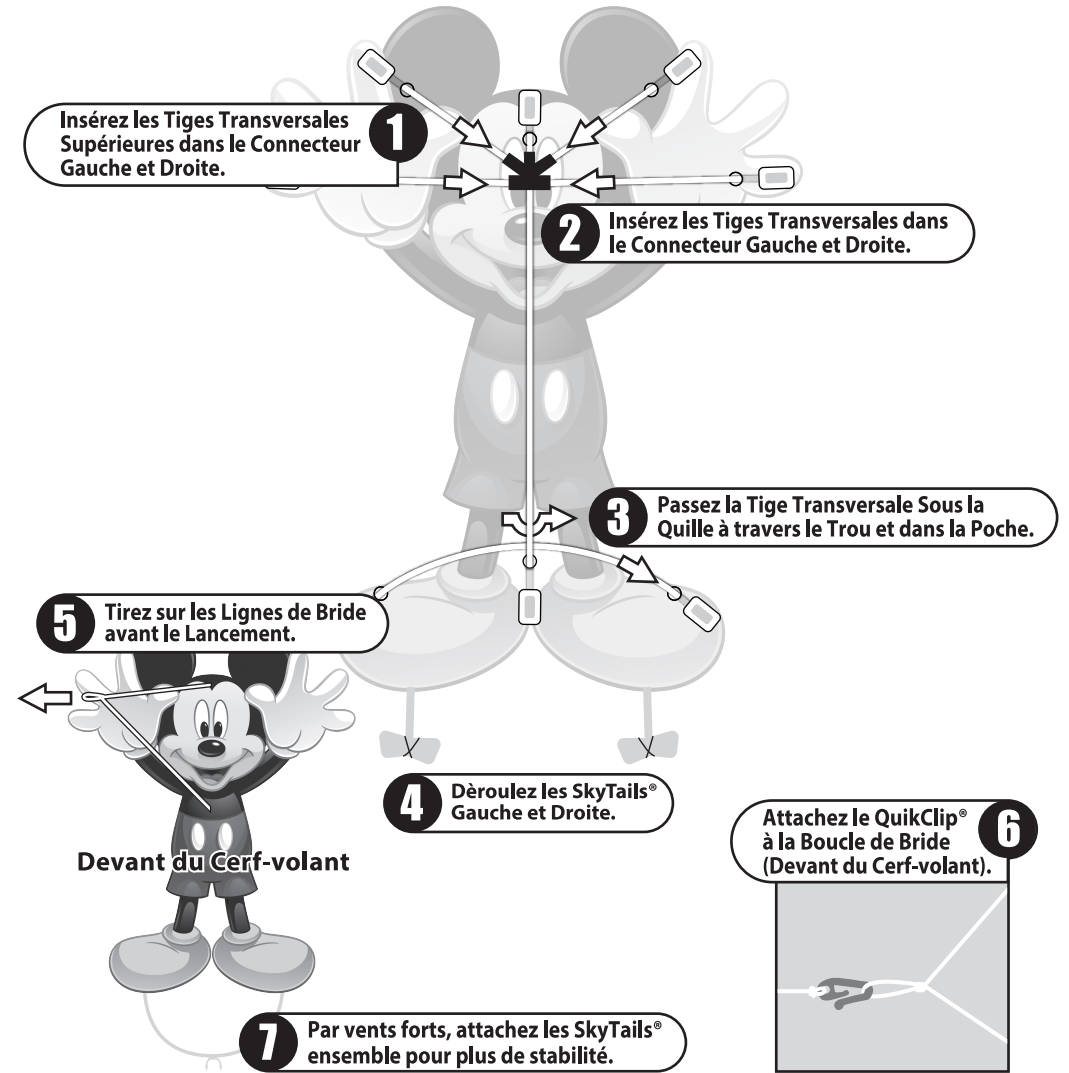 1
Insérez les Tiges Transversales
Supérieures dans le Connecteur
Gauche et Droite.
2
Insérez les Tiges Transversales dans
le Connecteur Gauche et Droite.
3
Passez la Tige Transversale Sous la
Quille à travers le Trou et dans la Poche.
4
Dèroulez les SkyTails®
Gauche et Droite.
5
Tirez sur les Lignes de Bride
avant le Lancement.
Devant du Cerf-volant
6
Attachez le QuikClip®
à la Boucle de Bride
(Devant du Cerf-volant).
7
Par vents forts, attachez les SkyTails®
ensemble pour plus de stabilité.